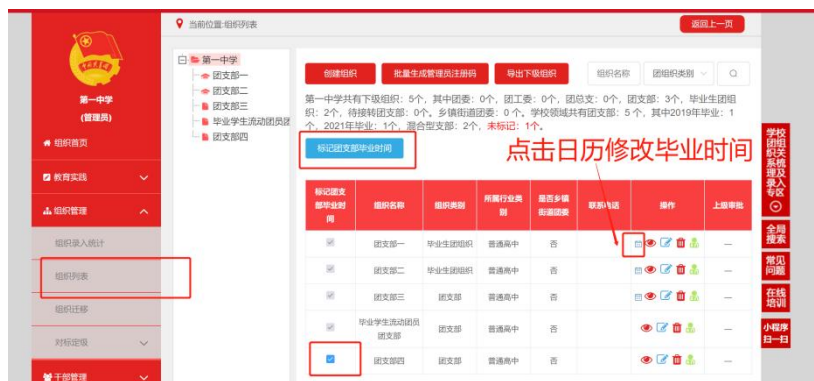 当前位置:组织列表
返回上一页
第一中学
(管理员)
组织首页
教育实践
组织管理
组织录入统计
组织列表
组织迁移
对标定级
干部管理
第一中学
团支部一
团支部二
团支部三
毕业学生流动团员团
团支部四
创建组织
批量生成管理员注册码
导出下级组织
组织名称
团组织类别
第一中学共有下级组织：5个，其中团委：0个，团工委：0个，团总支：0个，团支部：3个，毕业生团组
织：2个，待接转团支部：0个。乡镇街道团委：0个。学校领域共有团支部：5个，其中2019年毕业：1
个，2021年毕业：1个，混合型支部：2个，未标记：1个。
标记团支部毕业时间
点击日历修改毕业时间
标记团支
部毕业时
间
组织名称
组织类别
所属行业类
别
是否乡镇
街道团委
联系电话
操作
上级审批
团支部一 毕业生团组织 普通高中 否 —
团支部二 毕业生团组织 普通高中 否 —
团支部三 团支部 普通高中 否 —
毕业学生流动团员
团支部
团支部 普通高中 否 —
团支部四 团支部 普通高中 否 —
学校
团组
织关
系统
理及
录入
专区
全局
搜索
常见
问题
在线
培训
小程序
扫一扫